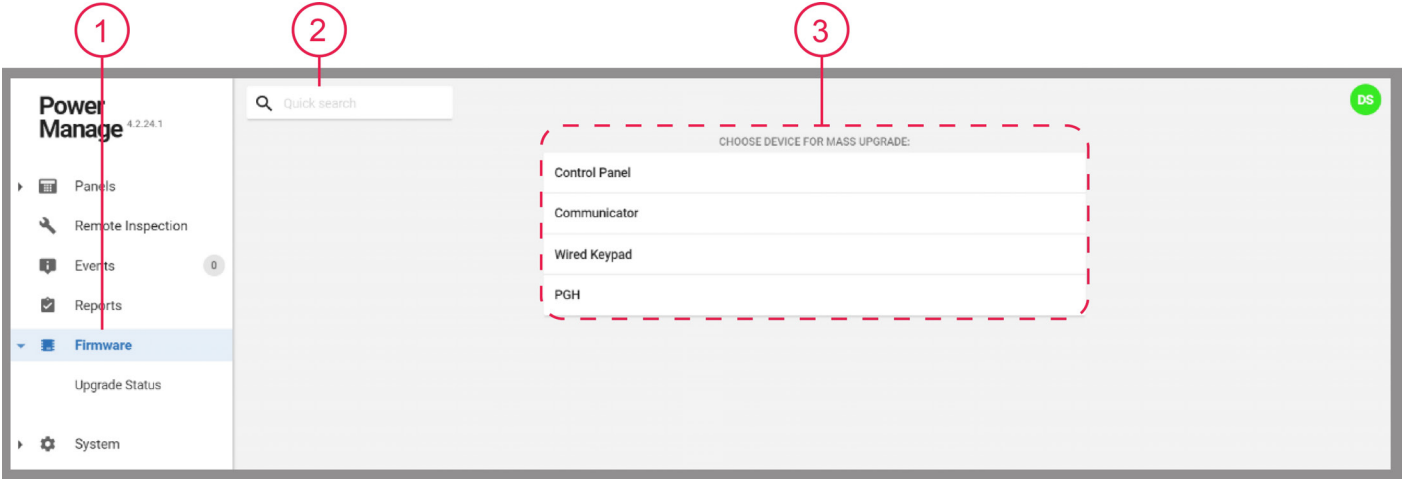 1
2
3
Power
Manage 4.2.24.1
Quick search
DS
CHOOSE DEVICE FOR MASS UPGRADE:
Control Panel
Communicator
Wired Keypad
PGH
Panels
Remote Inspection
Events 0
Reports
Firmware
Upgrade Status
System